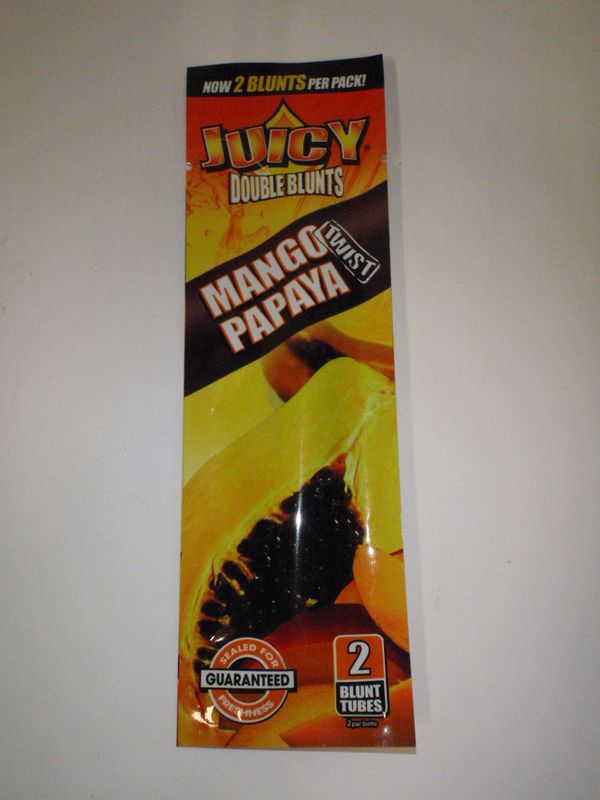 NOW 2 BLUNTS PER PACK!
JUICY®
DOUBLE BLUNTS
MANGO
TWIST
PAPAYA
SEALED FOR
GUARANTEED
FRESHNESS
2
BLUNT
TUBES
2 par boîte